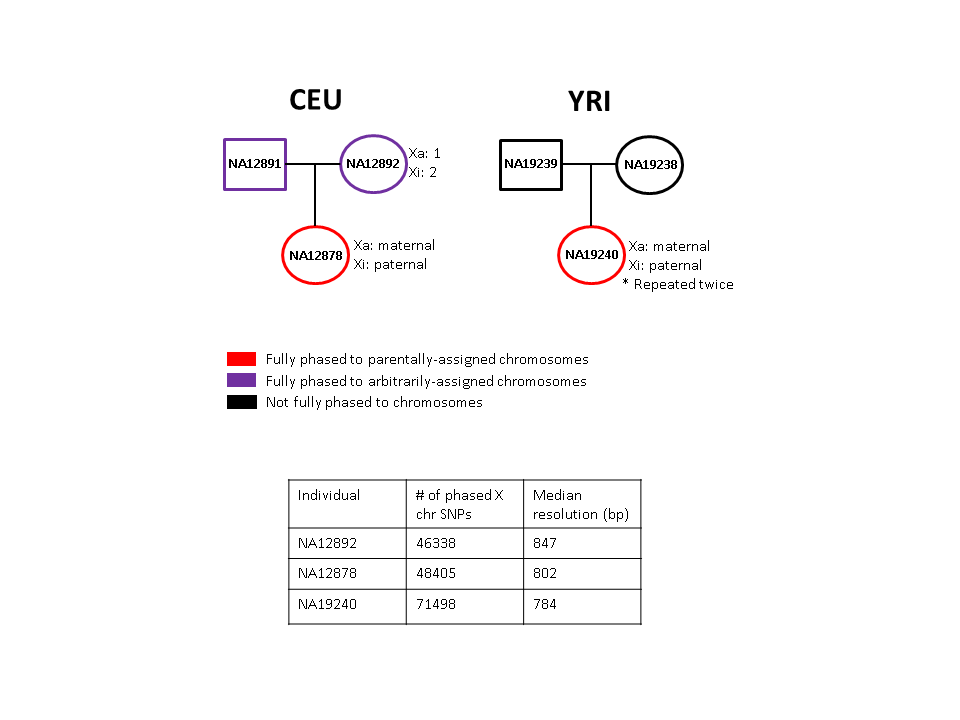 CEU
YRI
NA12891
NA12892
Xa: 1
Xi: 2
NA19239
NA19238
NA12878
Xa: maternal
Xi: paternal
NA19240
Xa: maternal
Xi: paternal
* Repeated twice
Fully phased to parentally-assigned chromosomes
Fully phased to arbitrarily-assigned chromosomes
Not fully phased to chromosomes
Individual
# of phased X
chr SNPs
Median
resolution (bp)
NA12892
46338
847
NA12878
48405
802
NA19240
71498
784